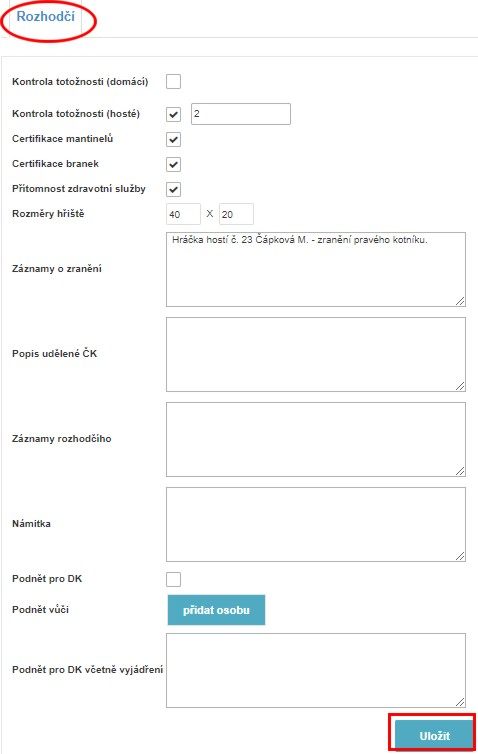 Rozhodčí
Kontrola totožnosti (domácí)
Kontrola totožnosti (hosté) 2
Certifikace mantinelů
Certifikace branek
Přítomnost zdravotní služby
Rozměry hřiště 40 X 20
Záznamy o zranění Hráčka hostí č. 23 Čápková M. - zranění pravého kotníku.
Popis udělené ČK
Záznamy rozhodčího
Námitka
Podnět pro DK
Podnět vůči přidat osobu
Podnět pro DK včetně vyjádření
Uložit